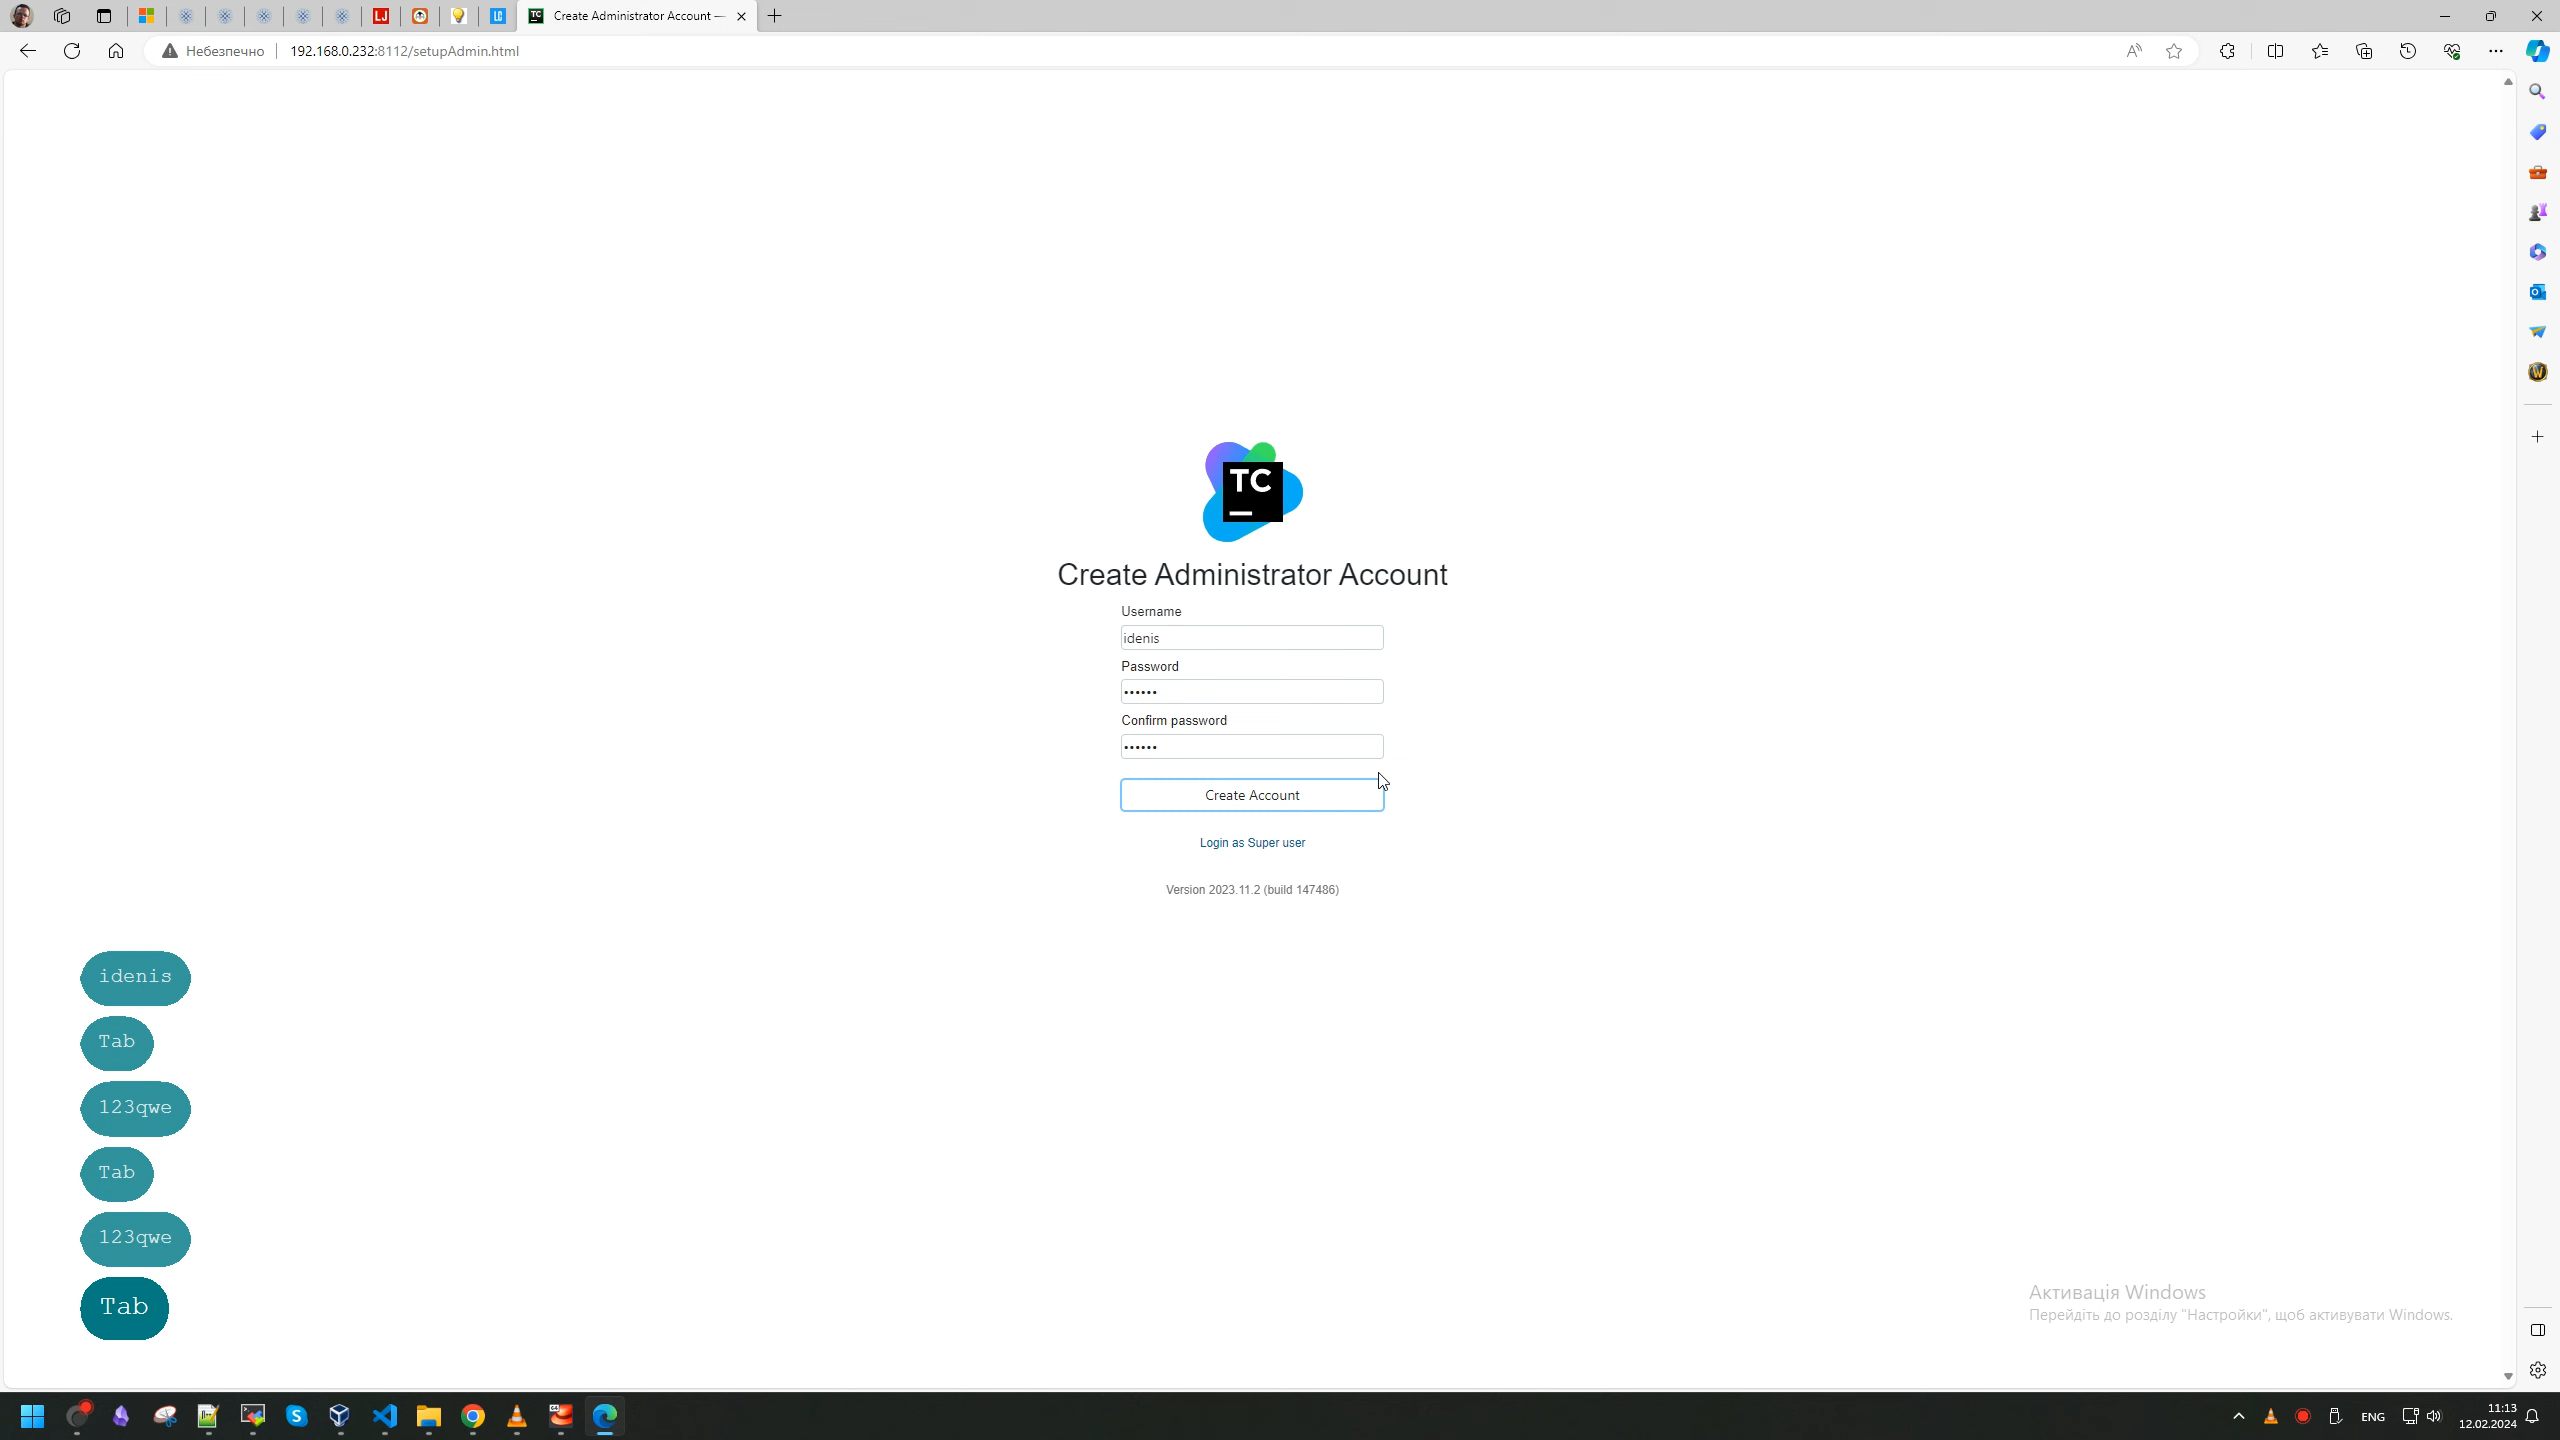 Create Administrator Account —
Небезпечно
192.168.0.232:8112/setupAdmin.html
TC
Create Administrator Account
Username
idenis
Password
••••••
Confirm password
••••••
Create Account
Login as Super user
Version 2023.11.2 (build 147486)
idenis
Tab
123qwe
Tab
123qwe
Tab
Активація Windows
Перейдіть до розділу "Настройки", щоб активувати Windows.
ENG
11:13
12.02.2024